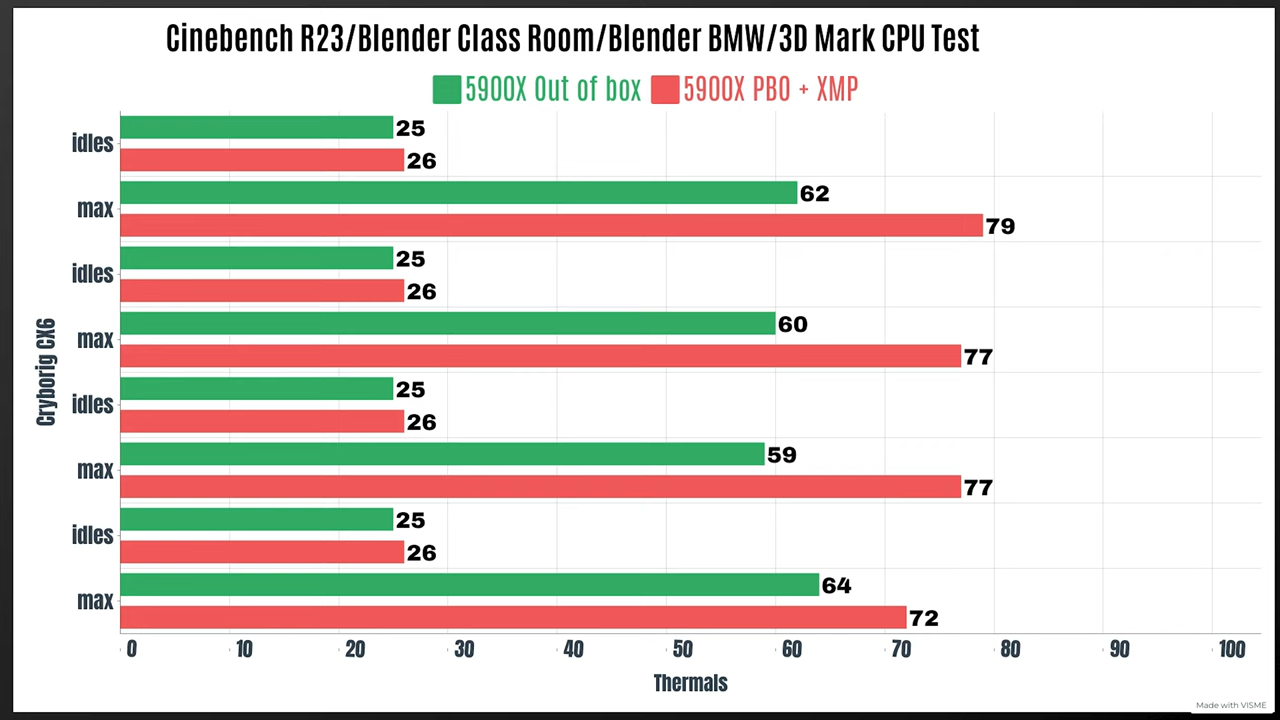 Cinebench R23/Blender Class Room/Blender BMW/3D Mark CPU Test
5900X Out of box 5900X PBO + XMP
Cryborig CX6
idles 25
26
max 62
79
idles 25
26
max 60
77
idles 25
26
max 59
77
idles 25
26
max 64
72
0 10 20 30 40 50 60 70 80 90 100
Thermals
Made with VISME